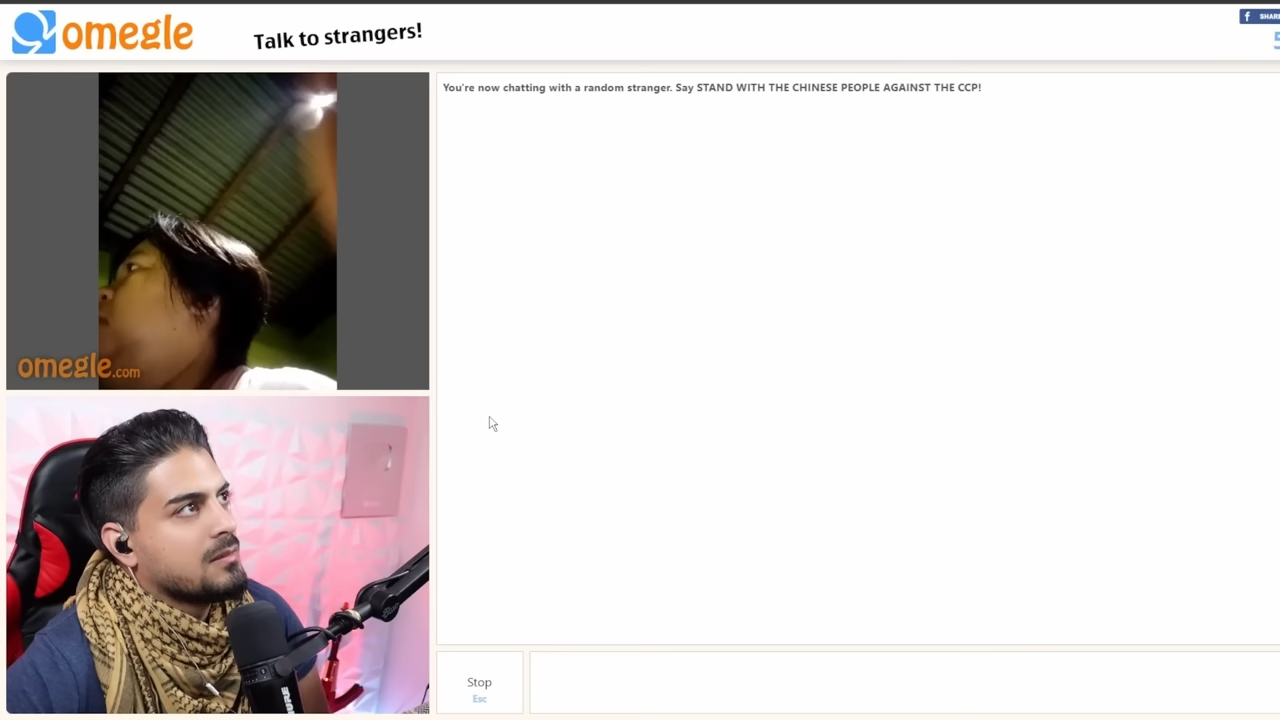 omegle
Talk to strangers!
f SHARE
You're now chatting with a random stranger. Say STAND WITH THE CHINESE PEOPLE AGAINST THE CCP!
omegle.com
Stop
Esc